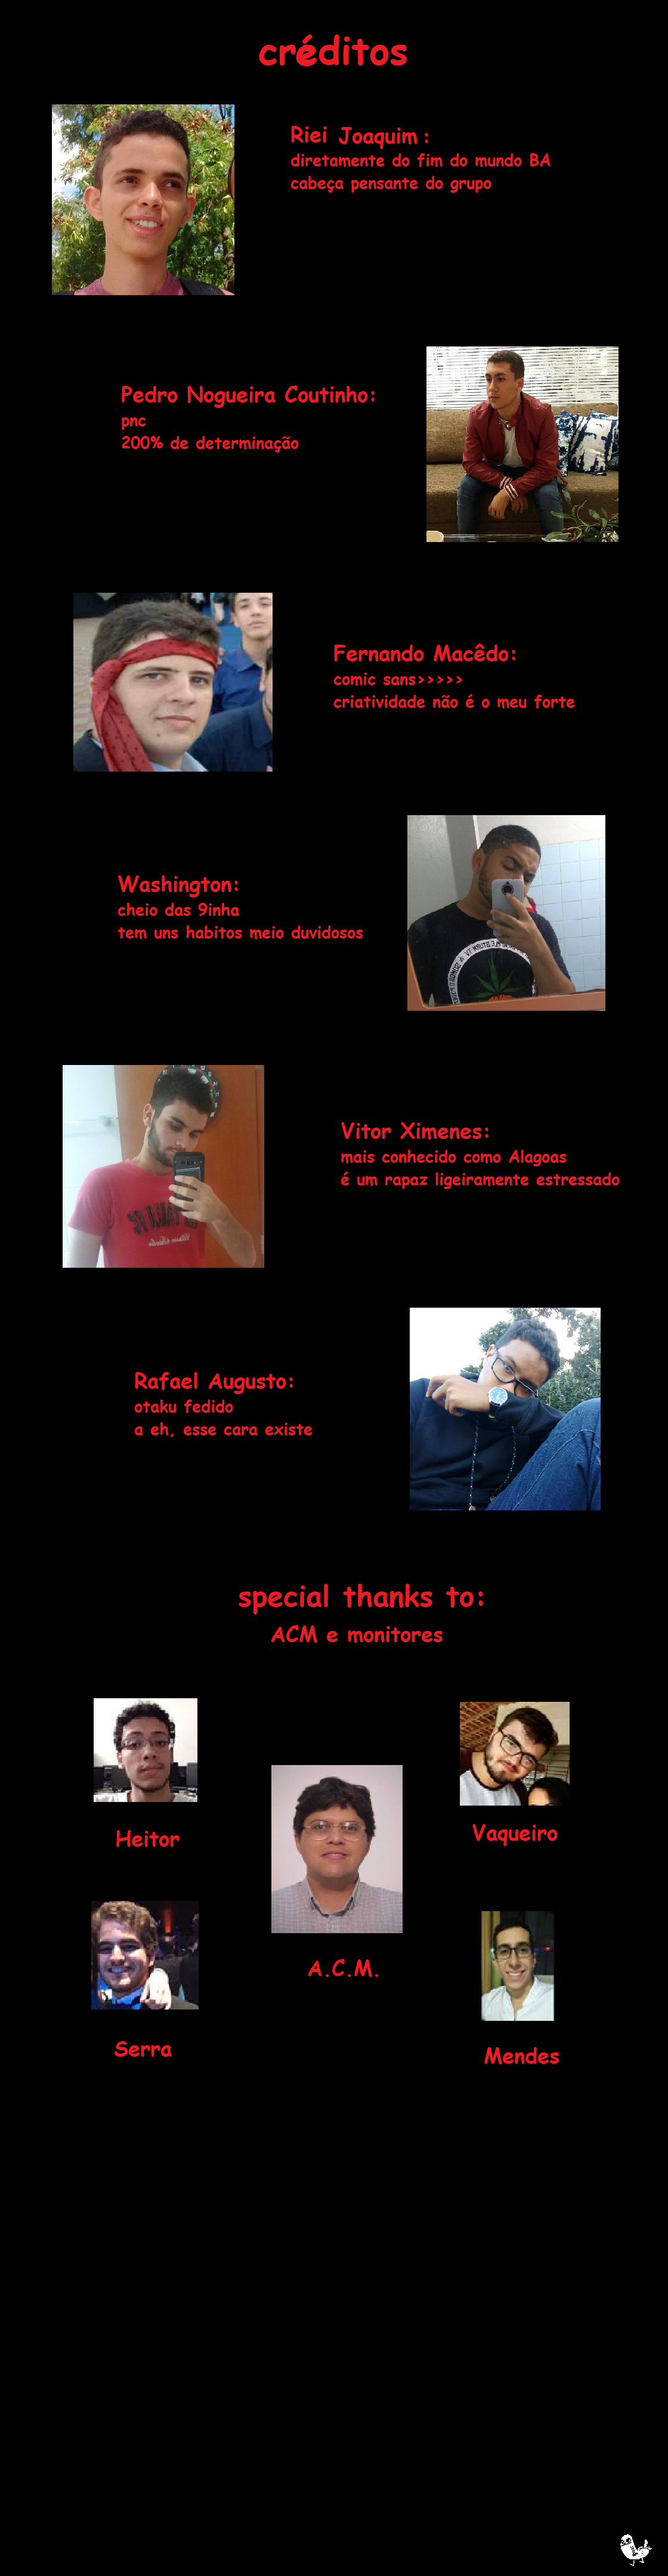 créditos
Riei Joaquim :
diretamente do fim do mundo BA
cabeça pensante do grupo
Pedro Nogueira Coutinho:
pnc
200% de determinação
Fernando Macêdo:
comic sans>>>>>
criatividade não é o meu forte
Washington:
cheio das 9inha
tem uns habitos meio duvidosos
Vitor Ximenes:
mais conhecido como Alagoas
é um rapaz ligeiramente estressado
Rafael Augusto:
otaku fedido
a eh, esse cara existe
special thanks to:
ACM e monitores
Heitor
Vaqueiro
A.C.M.
Serra
Mendes